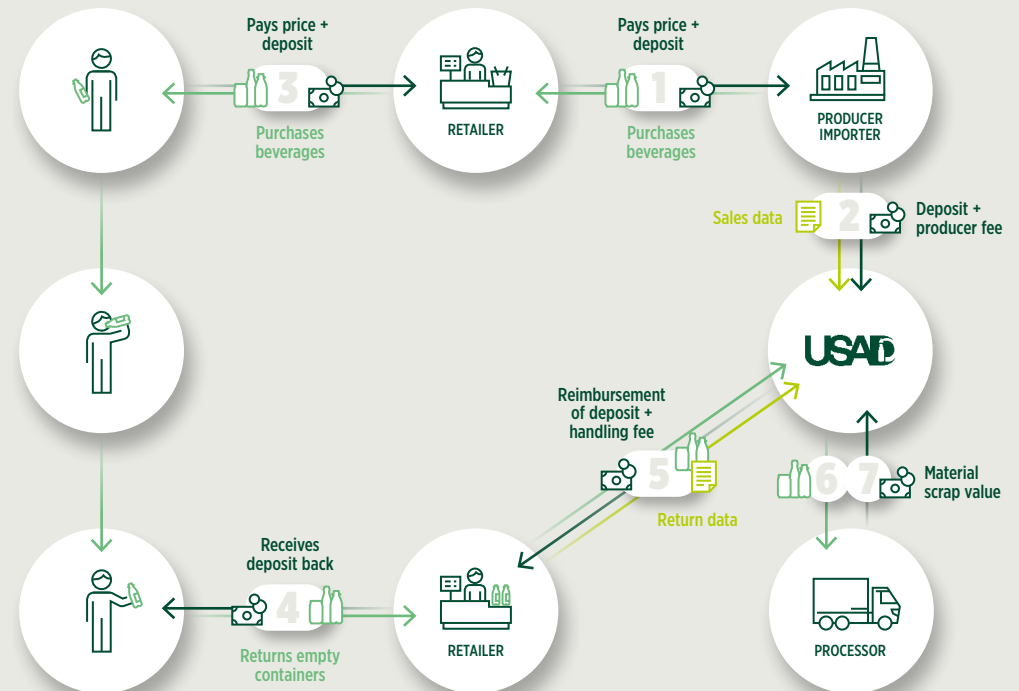 Pays price +
deposit
3
Purchases
beverages
RETAILER
Pays price +
deposit
1
Purchases
beverages
PRODUCER
IMPORTER
Sales data
2
Deposit +
producer fee
USAD
Reimbursement
of deposit +
handling fee
5
Return data
6
7
Material
scrap value
Receives
deposit back
4
Returns empty
containers
RETAILER
PROCESSOR